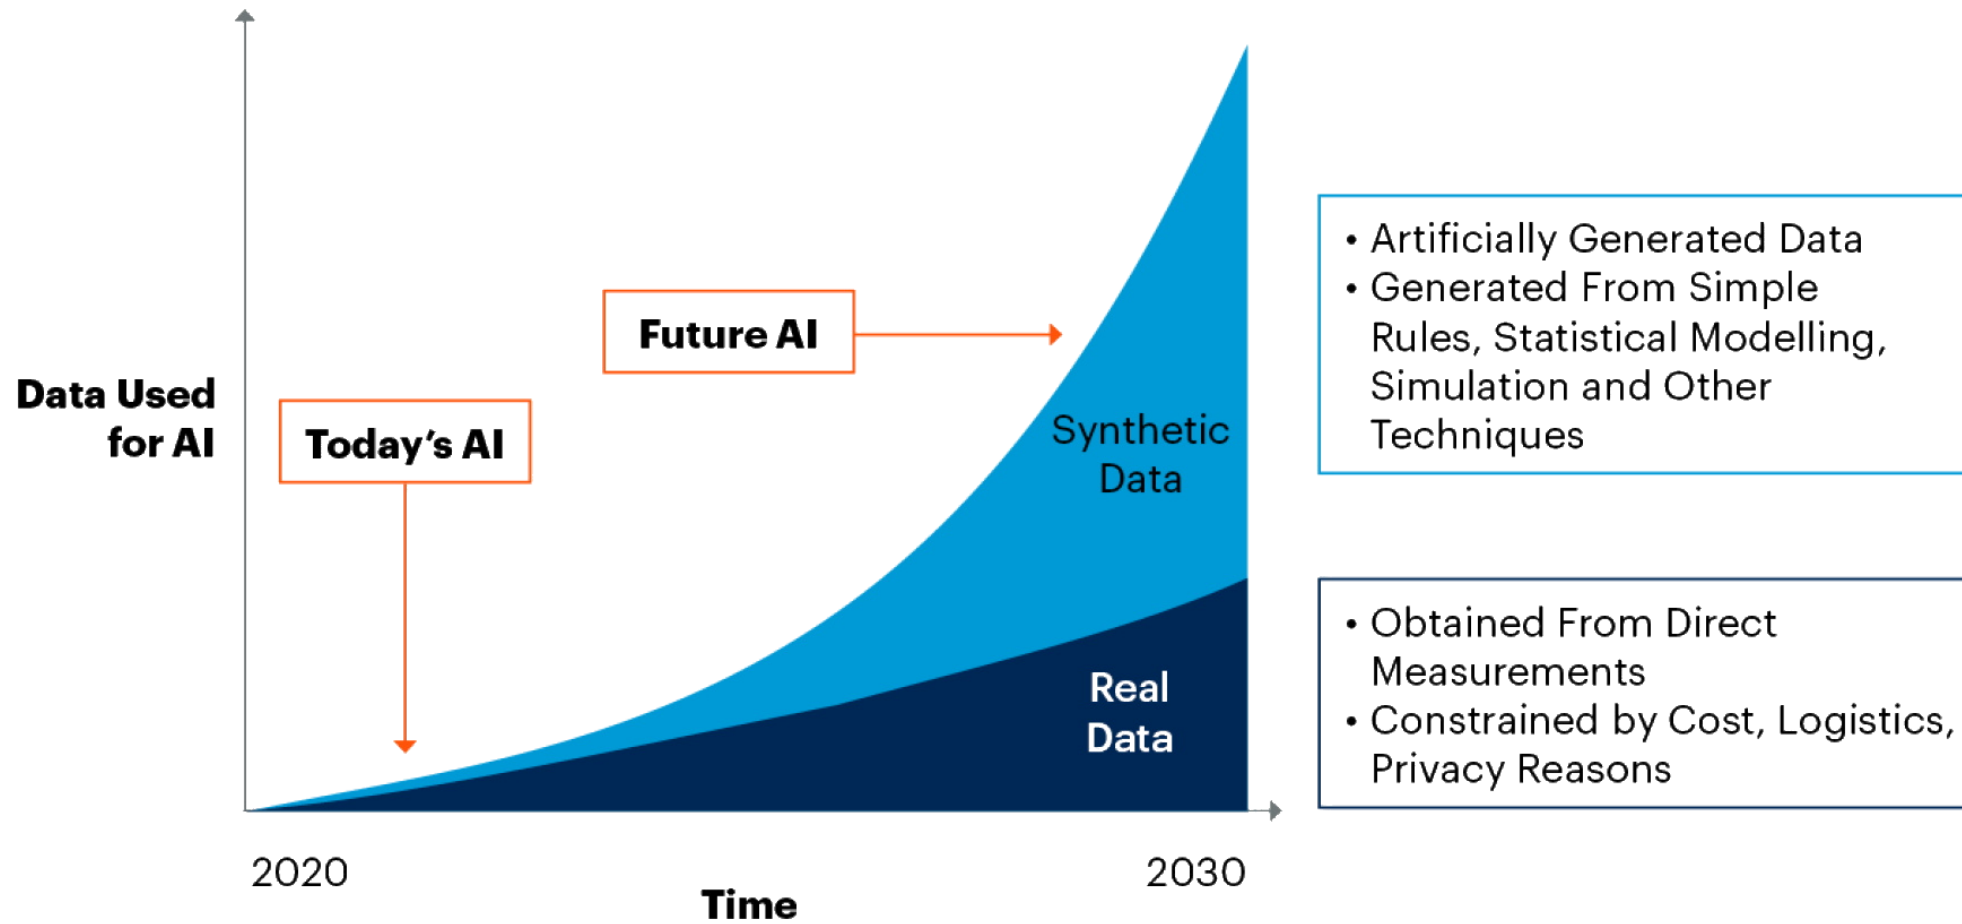 Data Used
for AI
Today's AI
Future AI
Synthetic
Data
Real
Data
2020
2030
Time
• Artificially Generated Data
• Generated From Simple
Rules, Statistical Modelling,
Simulation and Other
Techniques
• Obtained From Direct
Measurements
• Constrained by Cost, Logistics,
Privacy Reasons